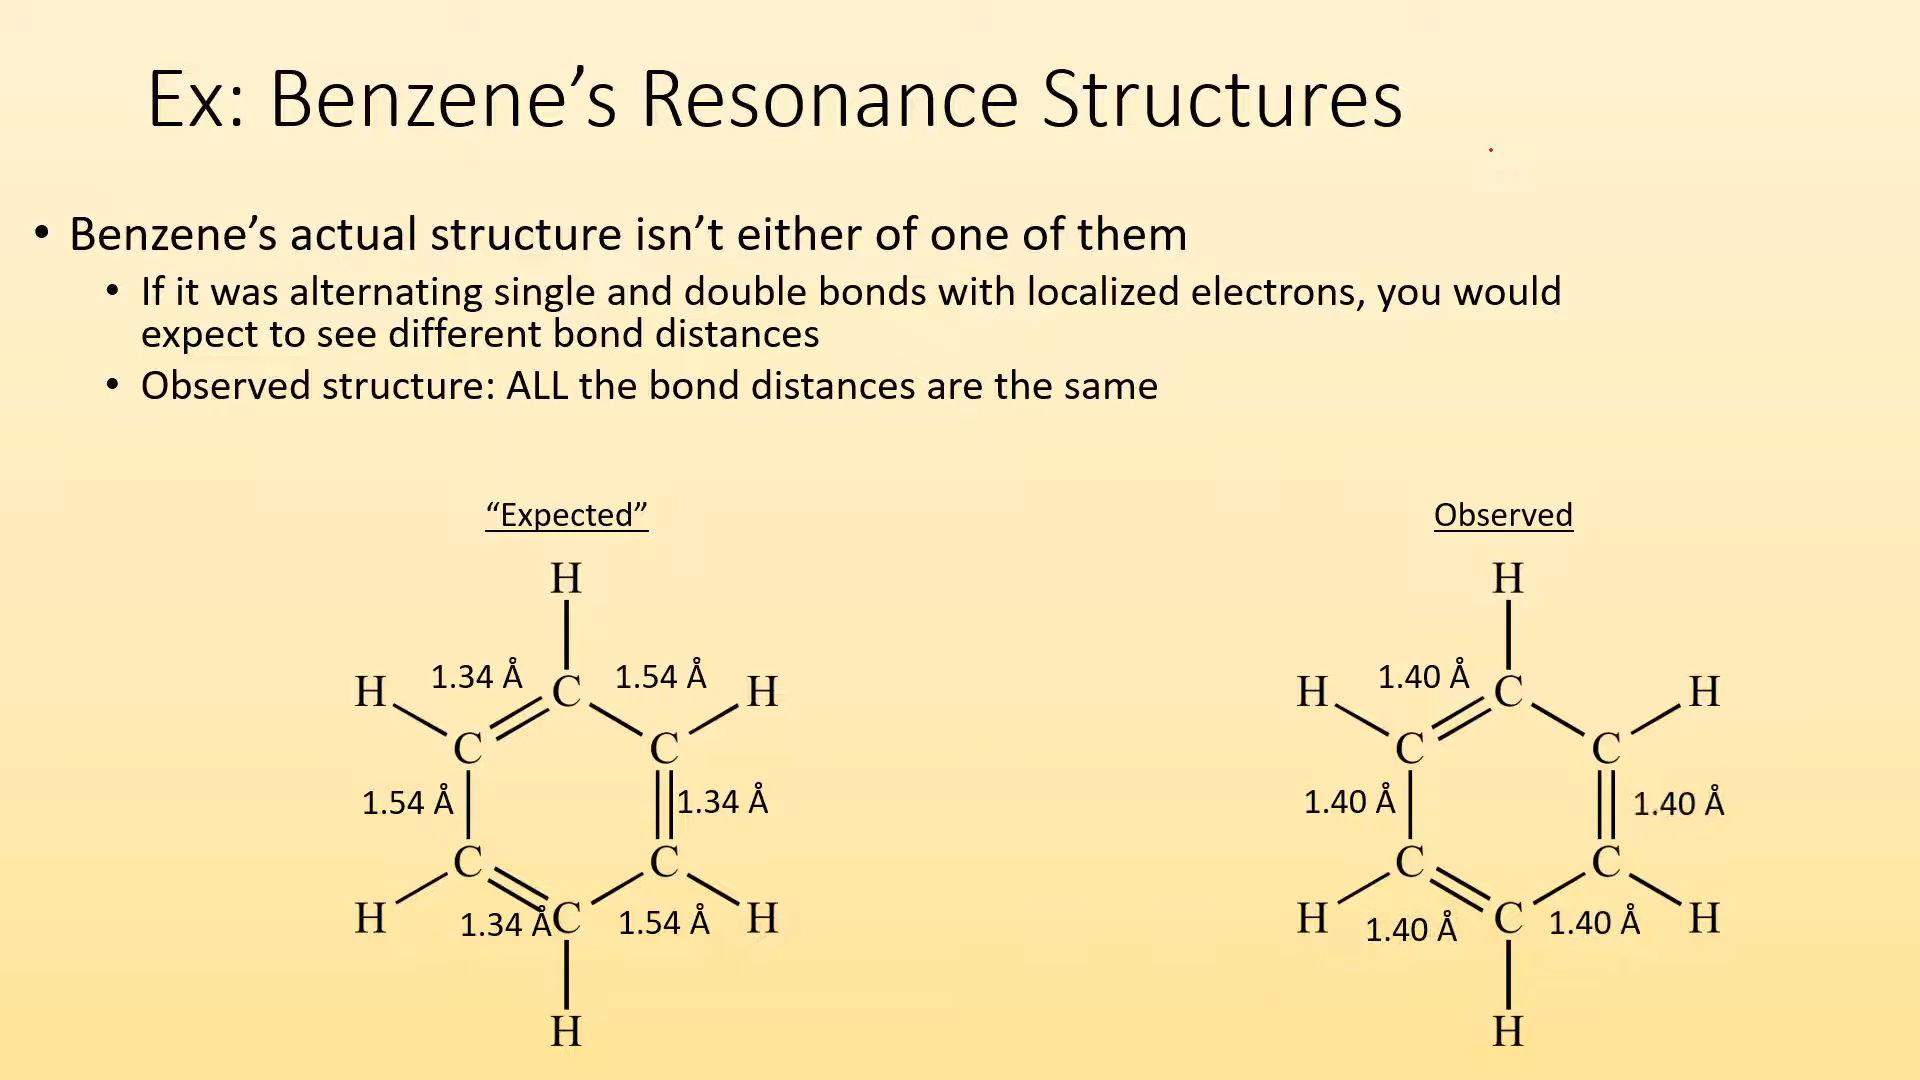 Ex: Benzene’s Resonance Structures
• Benzene’s actual structure isn’t either of one of them
• If it was alternating single and double bonds with localized electrons, you would
expect to see different bond distances
• Observed structure: ALL the bond distances are the same
“Expected”
H
H 1.34 Å C 1.54 Å H
C C
1.54 Å 1.34 Å
C C
H 1.34 Å C 1.54 Å H
H
Observed
H
H 1.40 Å C H
C C
1.40 Å 1.40 Å
C C
H 1.40 Å C 1.40 Å H
H